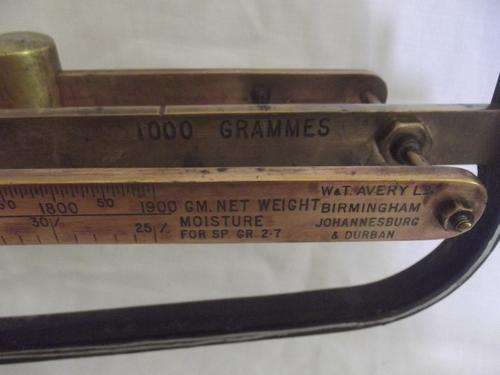 1000 GRAMMES
50 1800 50 1900 GM. NET WEIGHT
30% 25% MOISTURE
FOR SP. GR. 2-7
W&T. AVERY LD.
BIRMINGHAM
JOHANNESBURG
& DURBAN